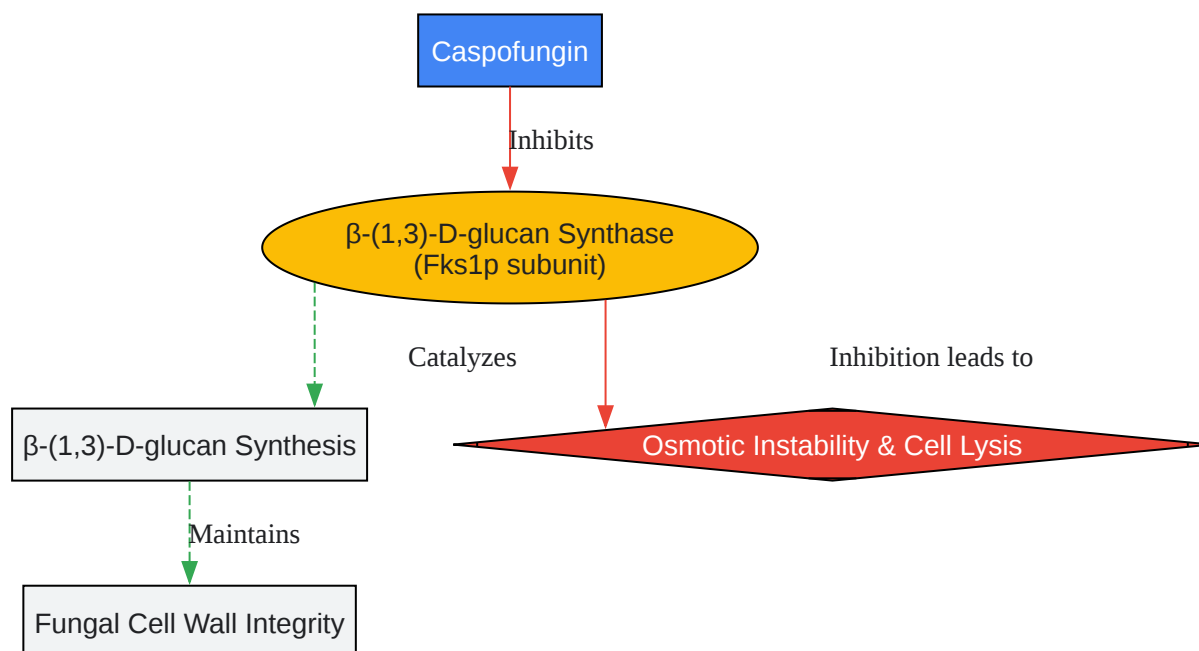 Caspofungin
Inhibits
β-(1,3)-D-glucan Synthase
(Fks1p subunit)
Catalyzes
Inhibition leads to
β-(1,3)-D-glucan Synthesis
Osmotic Instability & Cell Lysis
Maintains
Fungal Cell Wall Integrity